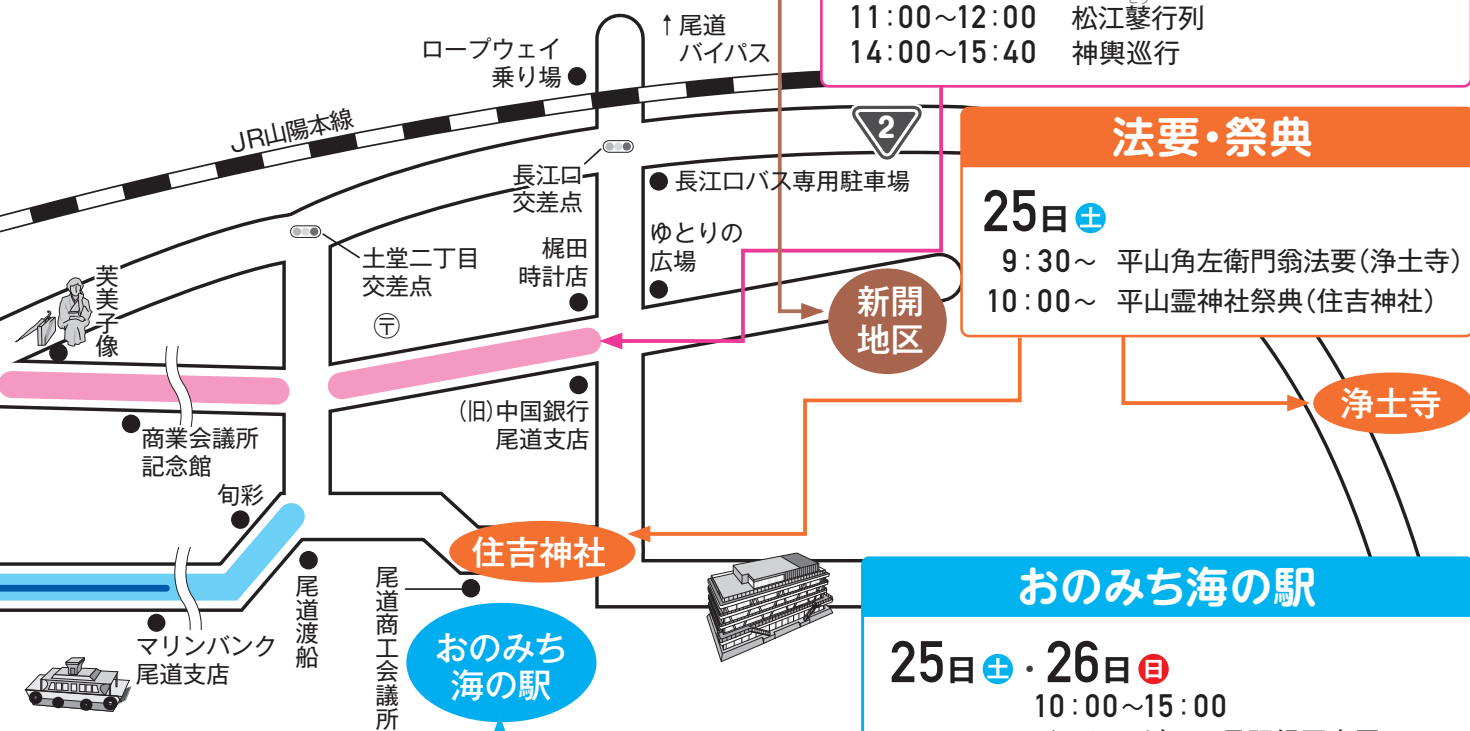 11:00～12:00 松江鼕行列
14:00～15:40 神輿巡行
↑尾道
バイパス
ロープウェイ
乗り場
JR山陽本線
2
長江口
交差点
長江口バス専用駐車場
ゆとりの
広場
土堂二丁目
交差点
梶田
時計店
〒
芙美子像
新開
地区
法要・祭典
25日土
9:30～ 平山角左衛門翁法要(浄土寺)
10:00～ 平山霊神社祭典(住吉神社)
浄土寺
(旧)中国銀行
尾道支店
商業会議所
記念館
旬彩
住吉神社
尾道渡船
尾道商工会議所
マリンバンク
尾道支店
おのみち
海の駅
おのみち海の駅
25日土・26日日
10:00～15:00